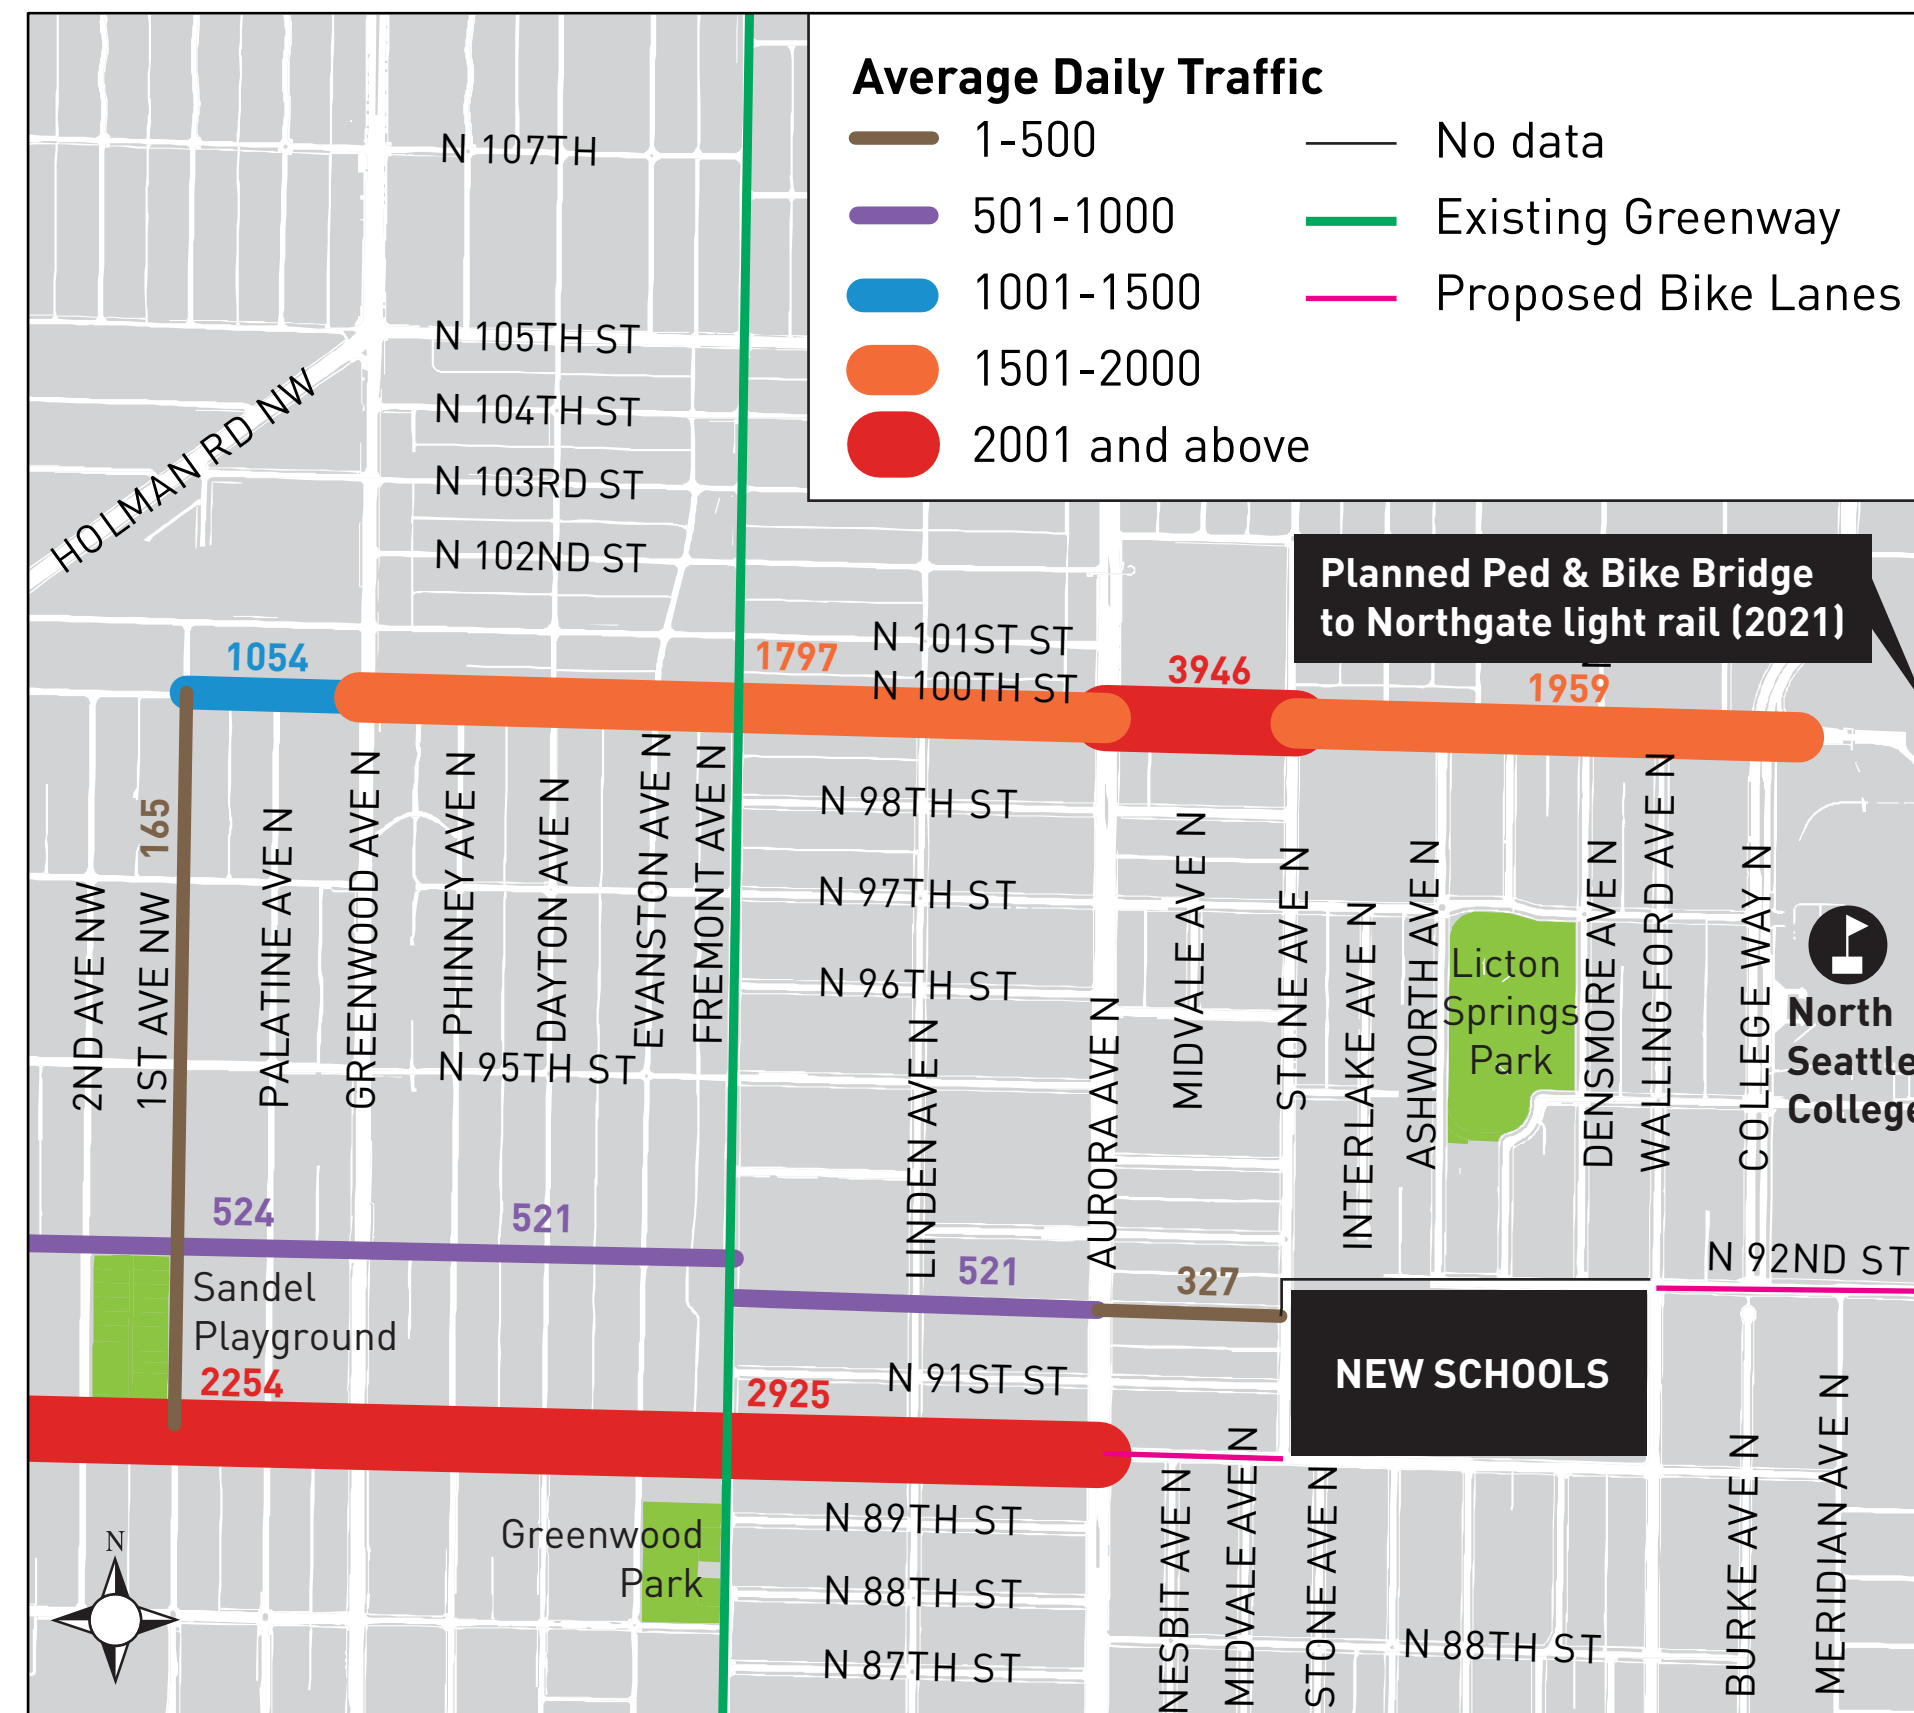 Average Daily Traffic
1-500
501-1000
1001-1500
1501-2000
2001 and above
No data
Existing Greenway
Proposed Bike Lanes
N 107TH
N 105TH ST
N 104TH ST
N 103RD ST
N 102ND ST
HOLMAN RD NW
Planned Ped & Bike Bridge
to Northgate light rail (2021)
N 101ST ST
N 100TH ST
1054
1797
3946
1959
165
N 98TH ST
N 97TH ST
N 96TH ST
N 95TH ST
2ND AVE NW
1ST AVE NW
PALATINE AVE N
GREENWOOD AVE N
PHINNEY AVE N
DAYTON AVE N
EVANSTON AVE N
FREMONT AVE N
LINDEN AVE N
AURORA AVE N
MIDVALE AVE N
STONE AVE N
INTERLAKE AVE N
ASHWORTH AVE N
Licton
Springs
Park
DENSMORE AVE N
WALLINGFORD AVE N
COLLEGE WAY N
North
Seattle
College
524
521
521
327
N 92ND ST
Sandel
Playground
2254
2925
N 91ST ST
NEW SCHOOLS
Greenwood
Park
N 89TH ST
N 88TH ST
N 87TH ST
NESBIT AVE N
MIDVALE AVE N
STONE AVE N
N 88TH ST
BURKE AVE N
MERIDIAN AVE N
N